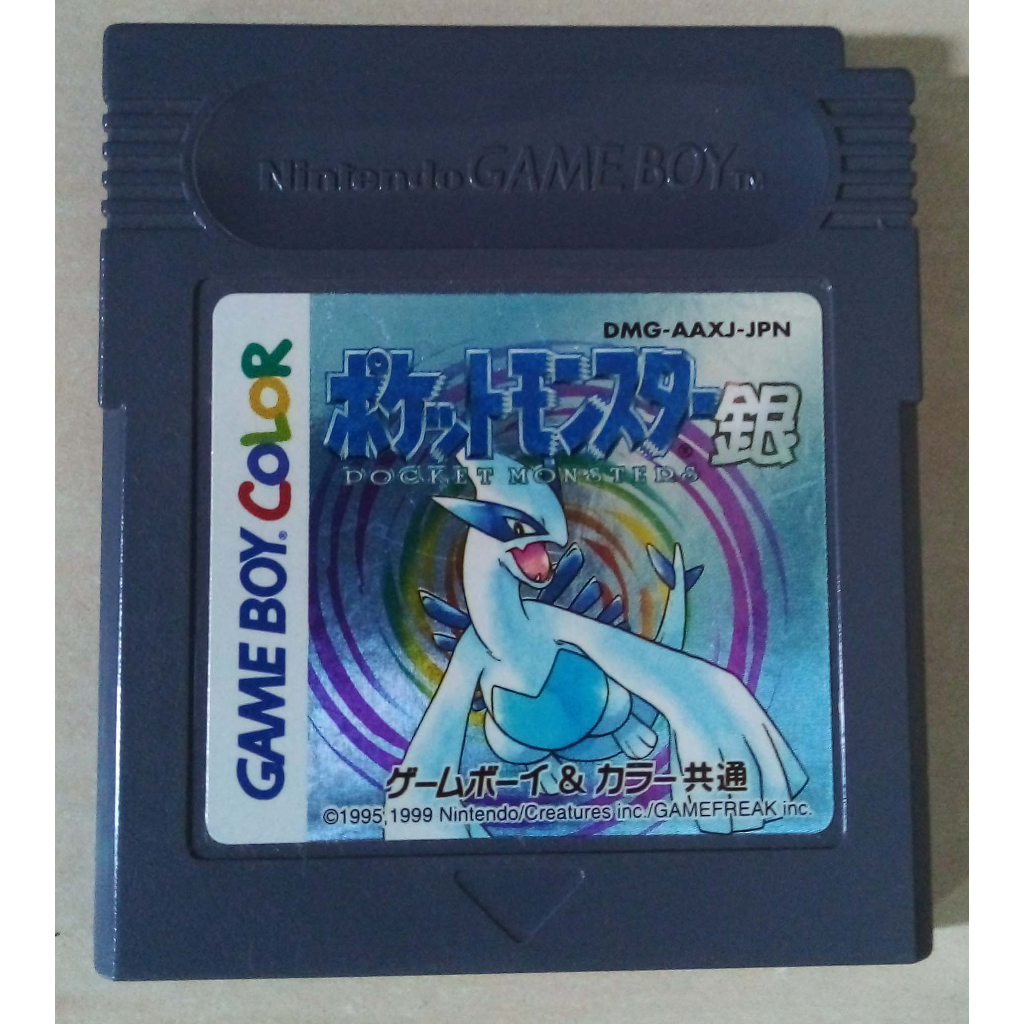 Nintendo GAME BOY TM
DMG-AAXJ-JPN
ポケットモンスター銀
®
POCKET MONSTERS
GAME BOY® COLOR
ゲームボーイ & カラー共通
©1995,1999 Nintendo/Creatures inc./GAMEFREAK inc.